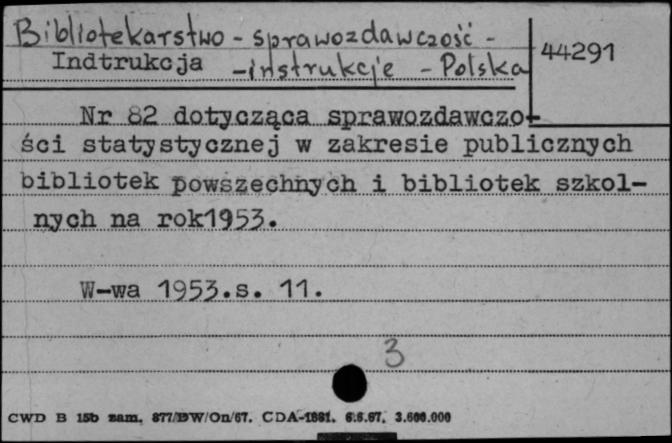 Bibliotekarstwo - sprawozdawczość -
44291
Indtrukcja - instrukcje - Polska
Nr 82 dotycząca sprawozdawczo-
ści statystycznej w zakresie publicznych
bibliotek powszechnych i bibliotek szkol-
nych na rok1953.
W-wa 1953.s. 11.
3
CWD B 15b zam. 877/DW/On/67. CDA-1881. 6.6.67. 3.600.000